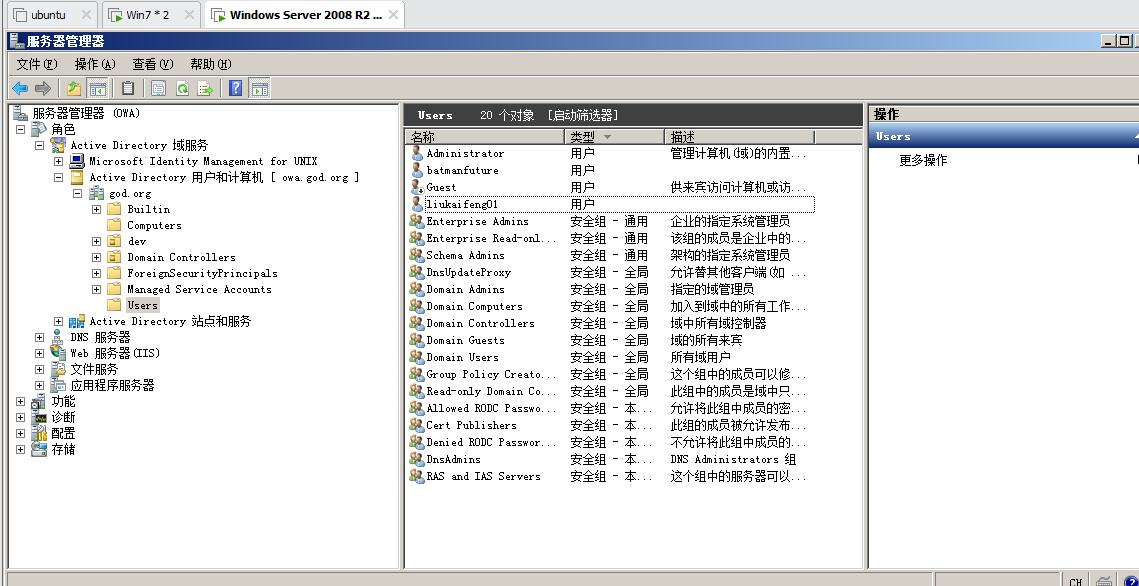 ubuntu
Win7 * 2
Windows Server 2008 R2 ...
服务器管理器
文件(F) 操作(A) 查看(V) 帮助(H)
服务器管理器 (OWA)
角色
Active Directory 域服务
Microsoft Identity Management for UNIX
Active Directory 用户和计算机 [ owa.god.org ]
god.org
Builtin
Computers
dev
Domain Controllers
ForeignSecurityPrincipals
Managed Service Accounts
Users
Active Directory 站点和服务
DNS 服务器
Web 服务器(IIS)
文件服务
应用程序服务器
功能
诊断
配置
存储
Users 20 个对象 [启动筛选器]
名称 类型 描述
Administrator 用户 管理计算机(域)的内置...
batmanfuture 用户
Guest 用户 供来宾访问计算机或访...
liukaifeng01 用户
Enterprise Admins 安全组 - 通用 企业的指定系统管理员
Enterprise Read-onl... 安全组 - 通用 该组的成员是企业中的...
Schema Admins 安全组 - 通用 架构的指定系统管理员
DnsUpdateProxy 安全组 - 全局 允许替其他客户端(如 ...
Domain Admins 安全组 - 全局 指定的域管理员
Domain Computers 安全组 - 全局 加入到域中的所有工作...
Domain Controllers 安全组 - 全局 域中所有域控制器
Domain Guests 安全组 - 全局 域的所有来宾
Domain Users 安全组 - 全局 所有域用户
Group Policy Creato... 安全组 - 全局 这个组中的成员可以修...
Read-only Domain Co... 安全组 - 全局 此组中的成员是域中只...
Allowed RODC Passwo... 安全组 - 本... 允许将此组中成员的密...
Cert Publishers 安全组 - 本... 此组的成员被允许发布...
Denied RODC Passwor... 安全组 - 本... 不允许将此组中成员的...
DnsAdmins 安全组 - 本... DNS Administrators 组
RAS and IAS Servers 安全组 - 本... 这个组中的服务器可以...
操作
Users
更多操作
CH